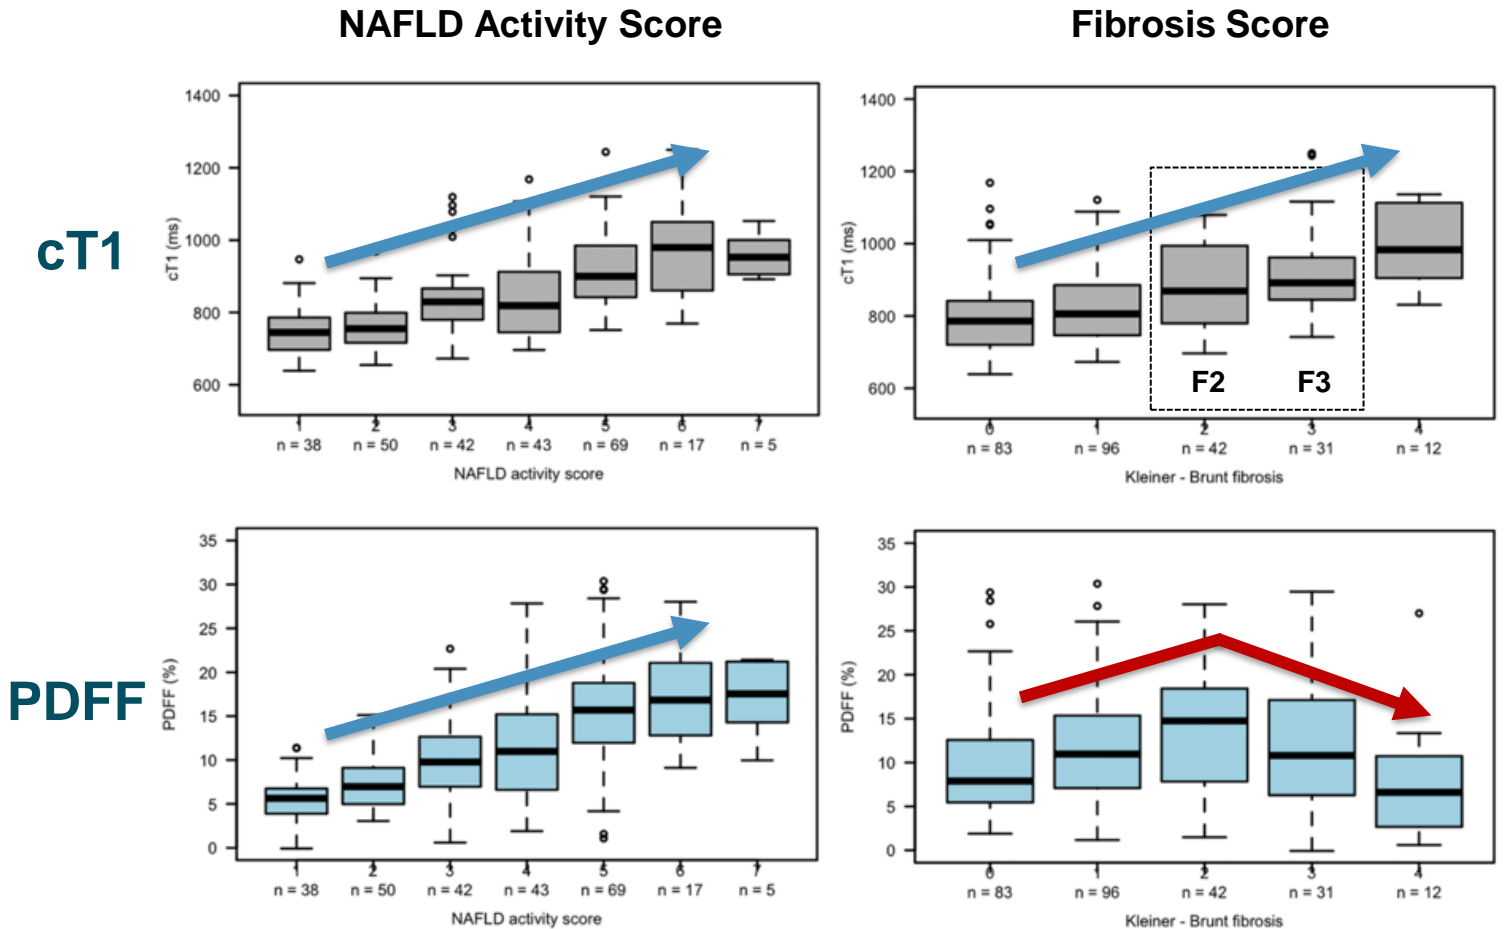 NAFLD Activity Score
Fibrosis Score
cT1
cT1 (ms)
1400
1200
1000
800
600
1 2 3 4 5 6 7
n = 38 n = 50 n = 42 n = 43 n = 69 n = 17 n = 5
NAFLD activity score
cT1 (ms)
1400
1200
1000
800
600
F2 F3
0 1 2 3 4
n = 83 n = 96 n = 42 n = 31 n = 12
Kleiner - Brunt fibrosis
PDFF
PDFF (%)
35
30
25
20
15
10
5
0
1 2 3 4 5 6 7
n = 38 n = 50 n = 42 n = 43 n = 69 n = 17 n = 5
NAFLD activity score
PDFF (%)
35
30
25
20
15
10
5
0
0 1 2 3 4
n = 83 n = 96 n = 42 n = 31 n = 12
Kleiner - Brunt fibrosis